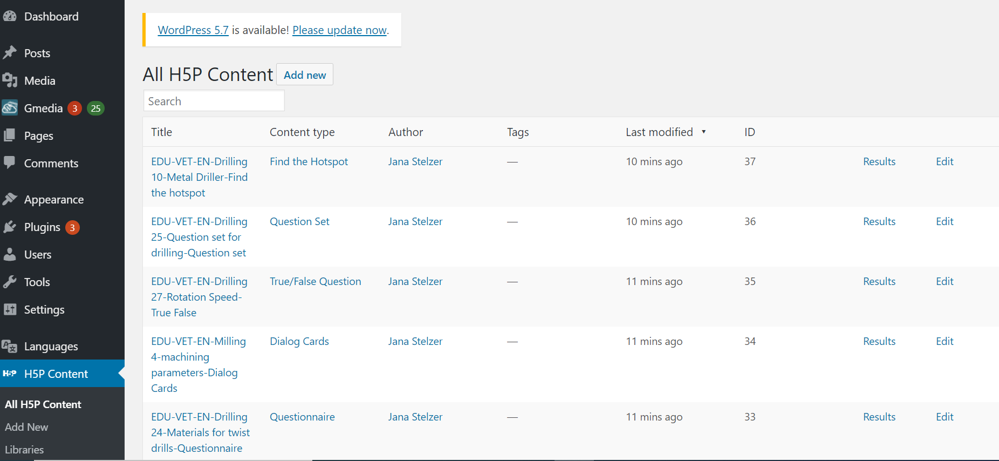 Dashboard
Posts
Media
Gmedia 3 25
Pages
Comments
Appearance
Plugins 3
Users
Tools
Settings
Languages
H5P H5P Content
All H5P Content
Add New
Libraries
WordPress 5.7 is available! Please update now.
All H5P Content Add new
Search
Title Content type Author Tags Last modified ▼ ID
EDU-VET-EN-Drilling Find the Hotspot Jana Stelzer — 10 mins ago 37 Results Edit
10-Metal Driller-Find
the hotspot
EDU-VET-EN-Drilling Question Set Jana Stelzer — 10 mins ago 36 Results Edit
25-Question set for
drilling-Question set
EDU-VET-EN-Drilling True/False Question Jana Stelzer — 11 mins ago 35 Results Edit
27-Rotation Speed-
True False
EDU-VET-EN-Milling Dialog Cards Jana Stelzer — 11 mins ago 34 Results Edit
4-machining
parameters-Dialog
Cards
EDU-VET-EN-Drilling Questionnaire Jana Stelzer — 11 mins ago 33 Results Edit
24-Materials for twist
drills-Questionnaire